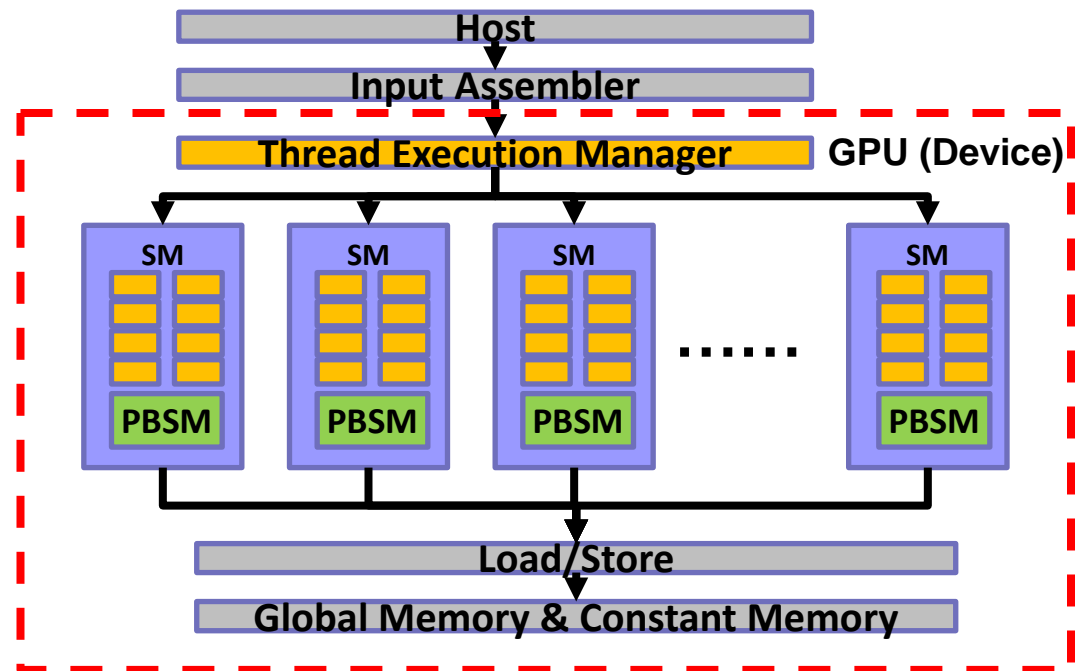 Host
Input Assembler
Thread Execution Manager
GPU (Device)
SM
SM
SM
SM
.......
PBSM
PBSM
PBSM
PBSM
Load/Store
Global Memory & Constant Memory